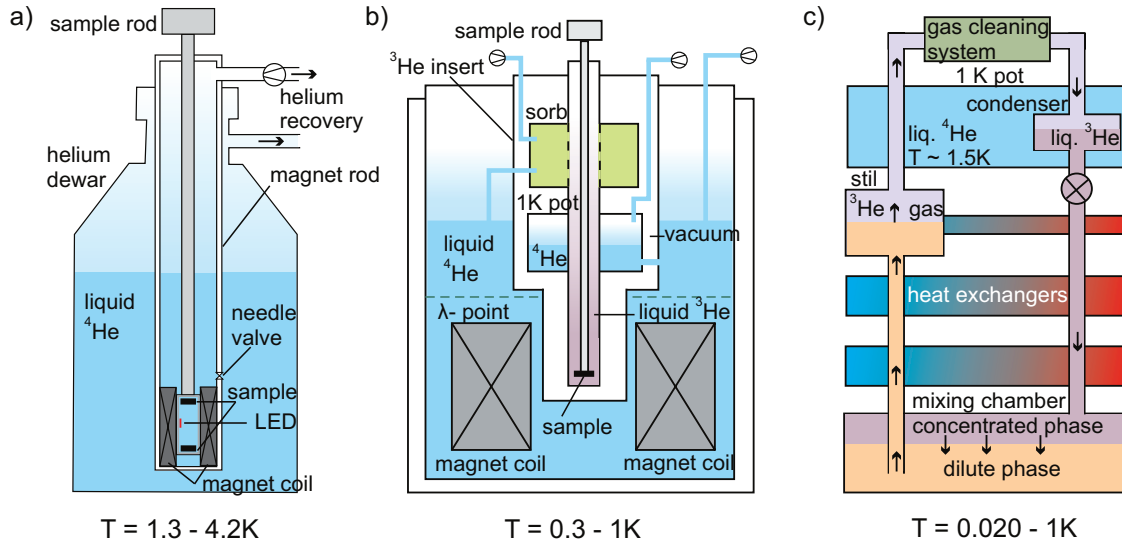 a)
sample rod
helium
recovery
helium
dewar
magnet rod
liquid
⁴He
needle
valve
sample
LED
magnet coil
T = 1.3 - 4.2K
b)
sample rod
³He insert
sorb
1K pot
vacuum
liquid
⁴He
⁴He
λ- point
liquid ³He
sample
magnet coil
magnet coil
T = 0.3 - 1K
c)
gas cleaning
system
1 K pot
condenser
liq. ⁴He
T ~ 1.5K
liq. ³He
stil
³He gas
heat exchangers
mixing chamber
concentrated phase
dilute phase
T = 0.020 - 1K